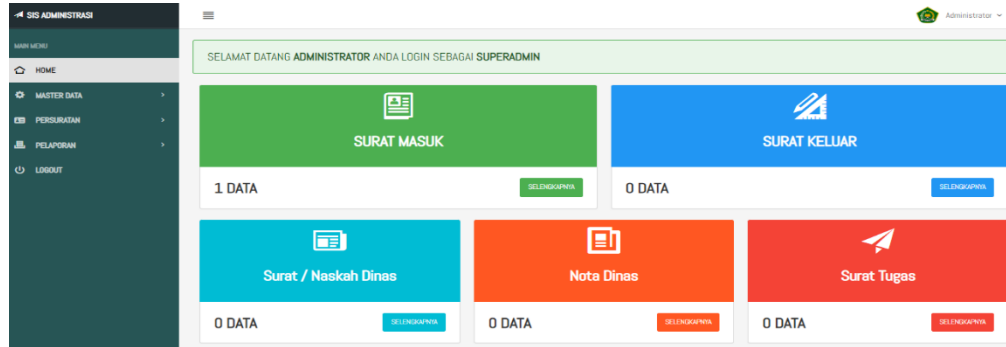 SIS ADMINISTRASI
Administrator
MAIN MENU
HOME
MASTER DATA
PERSURATAN
PELAPORAN
LOGOUT
SELAMAT DATANG ADMINISTRATOR ANDA LOGIN SEBAGAI SUPERADMIN
SURAT MASUK
1 DATA
SELENGKAPNYA
SURAT KELUAR
0 DATA
SELENGKAPNYA
Surat / Naskah Dinas
0 DATA
SELENGKAPNYA
Nota Dinas
0 DATA
SELENGKAPNYA
Surat Tugas
0 DATA
SELENGKAPNYA